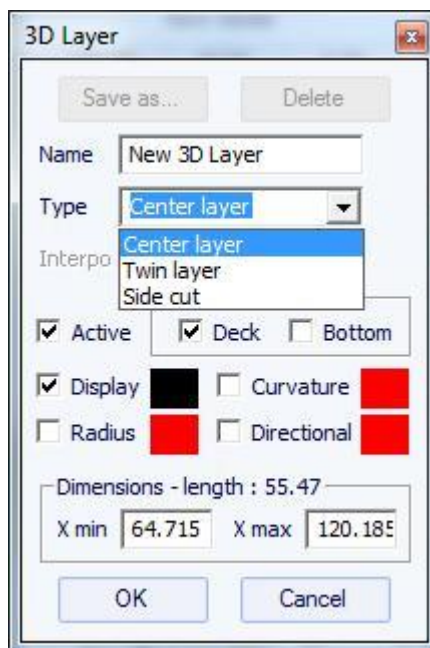 3D Layer
Save as... Delete
Name New 3D Layer
Type Center layer
Center layer
Interpo
Twin layer
Side cut
Active Deck Bottom
Display Curvature
Radius Directional
Dimensions - length : 55.47
X min 64.715 X max 120.185
OK Cancel